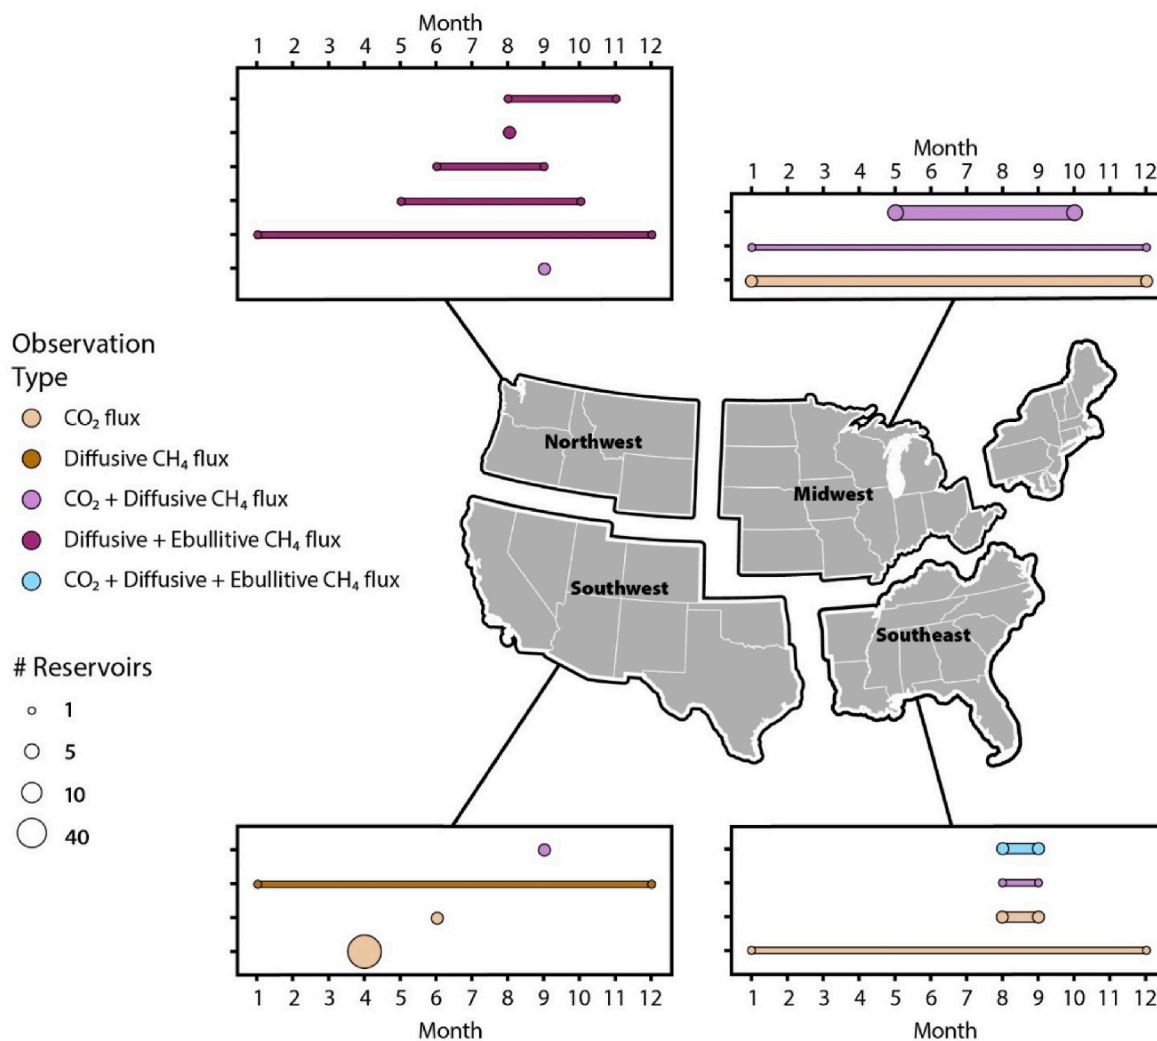 Month
1 2 3 4 5 6 7 8 9 10 11 12
Month
1 2 3 4 5 6 7 8 9 10 11 12
Observation
Type
CO₂ flux
Diffusive CH₄ flux
CO₂ + Diffusive CH₄ flux
Diffusive + Ebullitive CH₄ flux
CO₂ + Diffusive + Ebullitive CH₄ flux
# Reservoirs
1
5
10
40
Northwest
Midwest
Southwest
Southeast
1 2 3 4 5 6 7 8 9 10 11 12
Month
1 2 3 4 5 6 7 8 9 10 11 12
Month